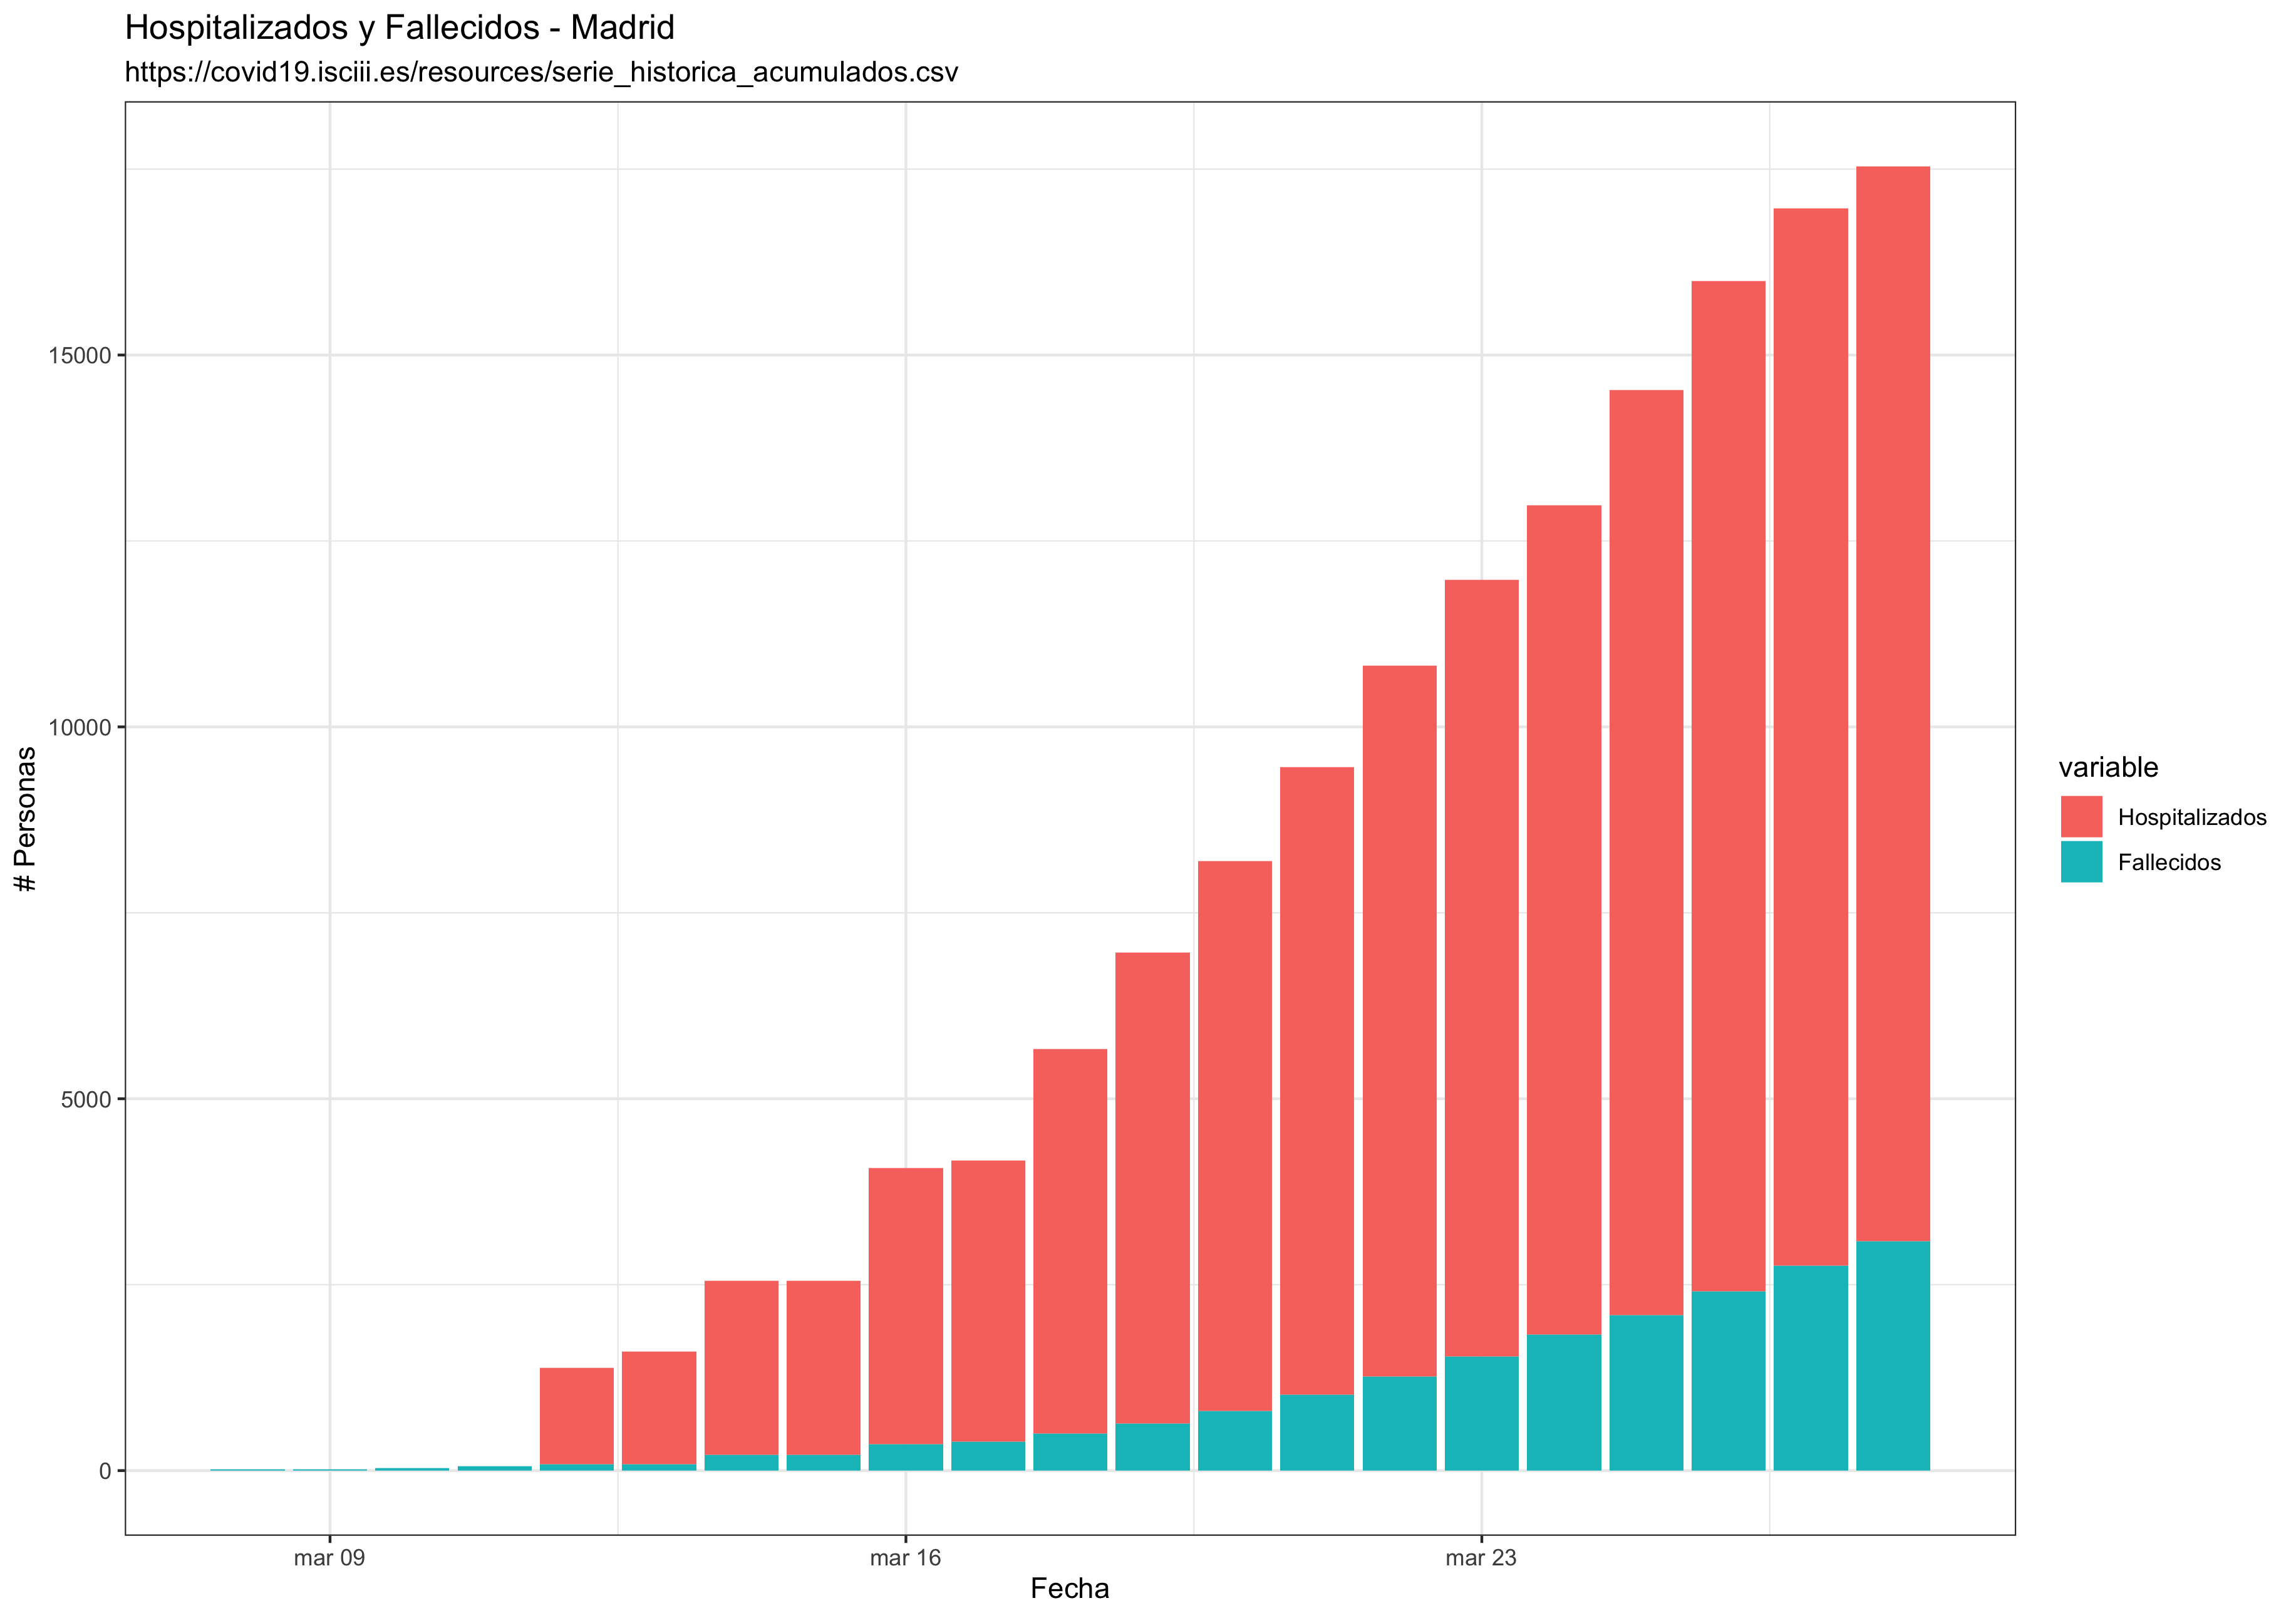 Hospitalizados y Fallecidos - Madrid
https://covid19.isciii.es/resources/serie_historica_acumulados.csv
15000
10000
5000
0
# Personas
mar 09
mar 16
mar 23
Fecha
variable
Hospitalizados
Fallecidos